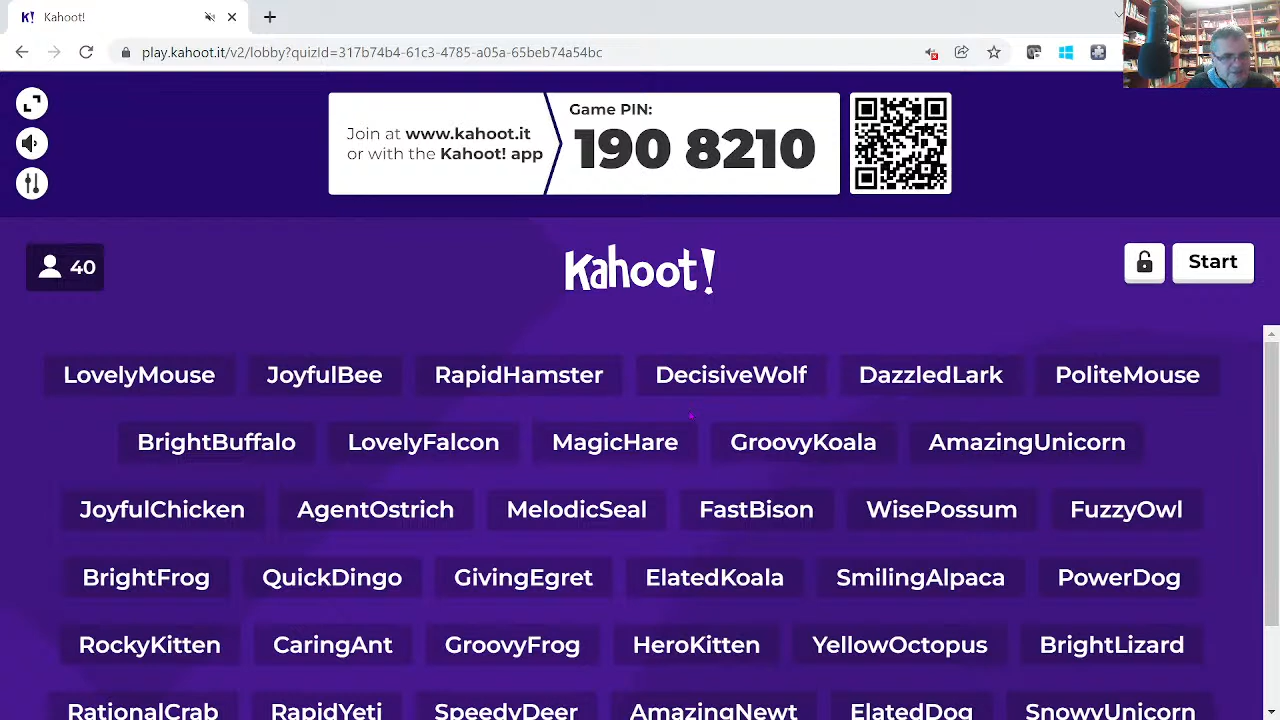 K! Kahoot!
play.kahoot.it/v2/lobby?quizId=317b74b4-61c3-4785-a05a-65beb74a54bc
Join at www.kahoot.it
or with the Kahoot! app
Game PIN:
190 8210
40
Kahoot!
Start
LovelyMouse JoyfulBee RapidHamster DecisiveWolf DazzledLark PoliteMouse
BrightBuffalo LovelyFalcon MagicHare GroovyKoala AmazingUnicorn
JoyfulChicken AgentOstrich MelodicSeal FastBison WisePossum FuzzyOwl
BrightFrog QuickDingo GivingEgret ElatedKoala SmilingAlpaca PowerDog
RockyKitten CaringAnt GroovyFrog HeroKitten YellowOctopus BrightLizard
RationalCrab RapidYeti SpeedyDeer AmazingNewt ElatedDog SnowyUnicorn